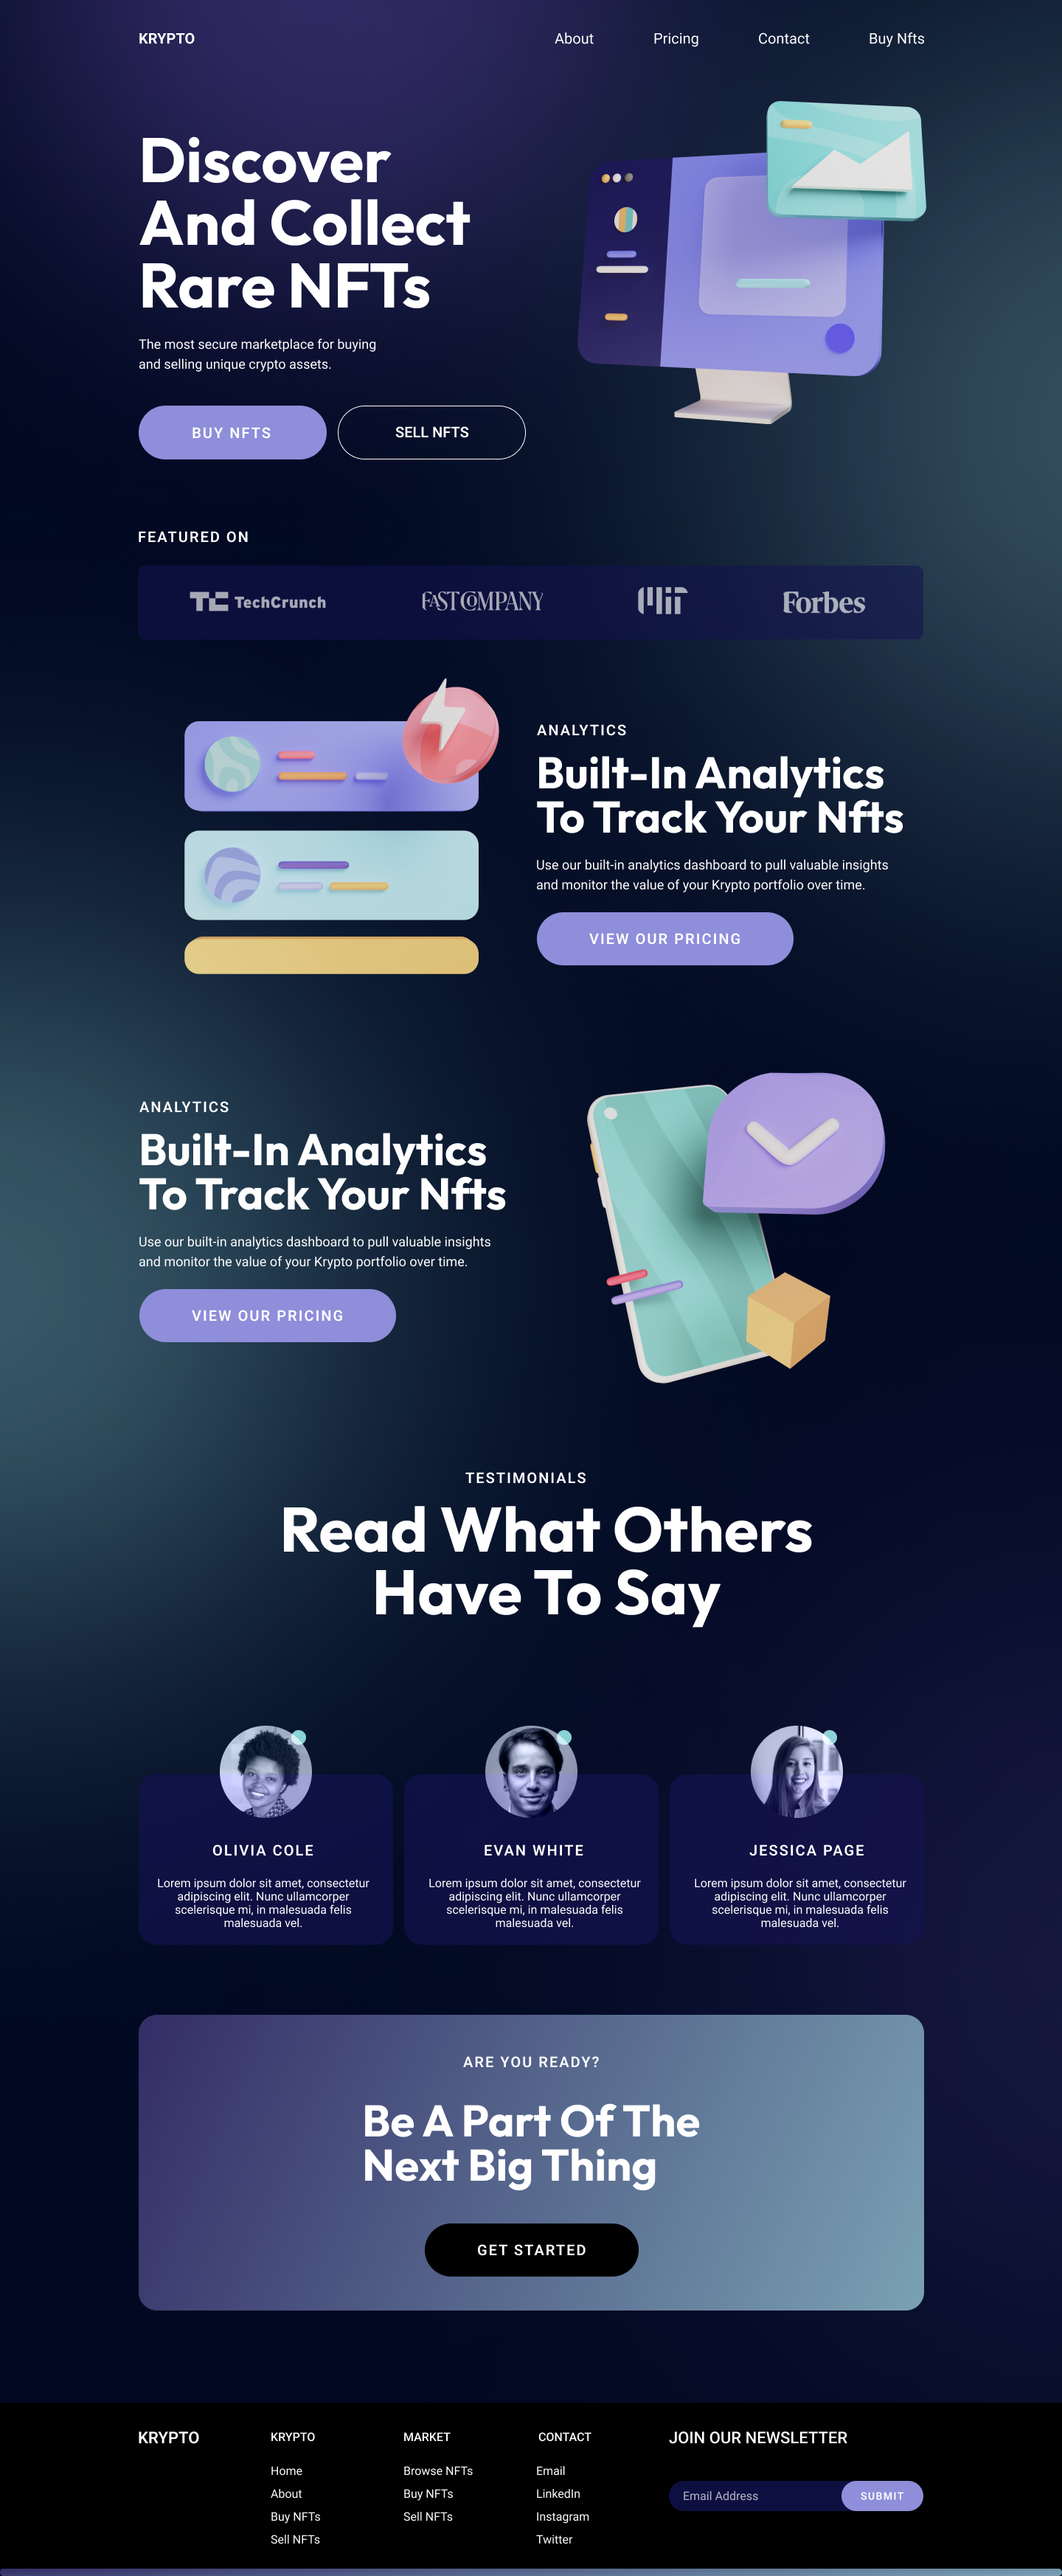 KRYPTO
About Pricing Contact Buy Nfts
Discover
And Collect
Rare NFTs
The most secure marketplace for buying
and selling unique crypto assets.
BUY NFTS
SELL NFTS
FEATURED ON
TC TechCrunch
FAST COMPANY
MIT
Forbes
ANALYTICS
Built-In Analytics
To Track Your Nfts
Use our built-in analytics dashboard to pull valuable insights
and monitor the value of your Krypto portfolio over time.
VIEW OUR PRICING
ANALYTICS
Built-In Analytics
To Track Your Nfts
Use our built-in analytics dashboard to pull valuable insights
and monitor the value of your Krypto portfolio over time.
VIEW OUR PRICING
TESTIMONIALS
Read What Others
Have To Say
OLIVIA COLE
Lorem ipsum dolor sit amet, consectetur
adipiscing elit. Nunc ullamcorper
scelerisque mi, in malesuada felis
malesuada vel.
EVAN WHITE
Lorem ipsum dolor sit amet, consectetur
adipiscing elit. Nunc ullamcorper
scelerisque mi, in malesuada felis
malesuada vel.
JESSICA PAGE
Lorem ipsum dolor sit amet, consectetur
adipiscing elit. Nunc ullamcorper
scelerisque mi, in malesuada felis
malesuada vel.
ARE YOU READY?
Be A Part Of The
Next Big Thing
GET STARTED
KRYPTO
KRYPTO
Home
About
Buy NFTs
Sell NFTs
MARKET
Browse NFTs
Buy NFTs
Sell NFTs
CONTACT
Email
LinkedIn
Instagram
Twitter
JOIN OUR NEWSLETTER
Email Address
SUBMIT